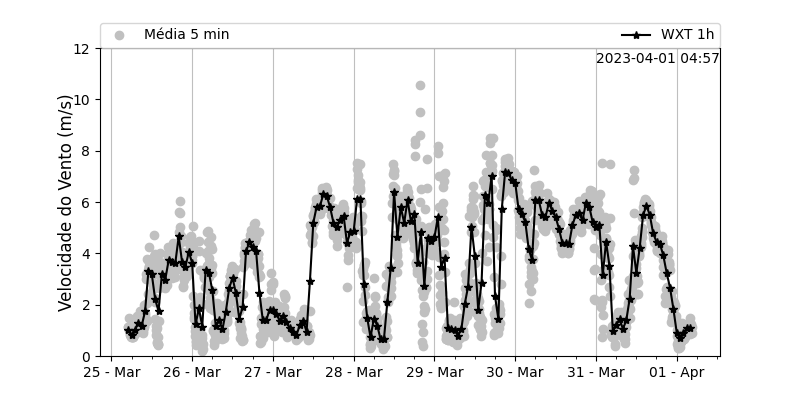 Média 5 min
WXT 1h
2023-04-01 04:57
Velocidade do Vento (m/s)
12
10
8
6
4
2
0
25 - Mar
26 - Mar
27 - Mar
28 - Mar
29 - Mar
30 - Mar
31 - Mar
01 - Apr